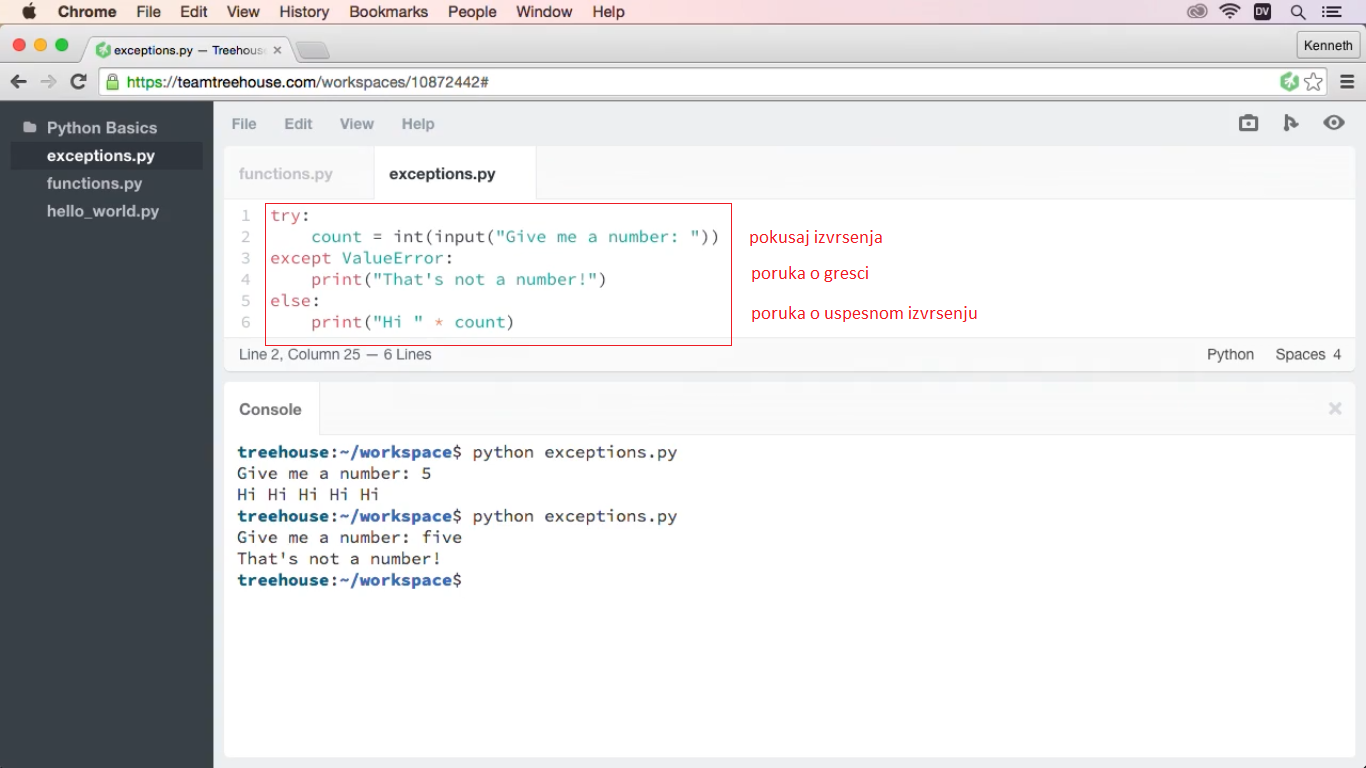 Chrome File Edit View History Bookmarks People Window Help DV
exceptions.py — Treehouse
Kenneth
https://teamtreehouse.com/workspaces/10872442#
Python Basics
exceptions.py
functions.py
hello_world.py
File Edit View Help
functions.py exceptions.py
1 try:
2     count = int(input("Give me a number: "))
3 except ValueError:
4     print("That's not a number!")
5 else:
6     print("Hi " * count)
pokusaj izvrsenja
poruka o gresci
poruka o uspesnom izvrsenju
Line 2, Column 25 — 6 Lines
Python Spaces 4
Console
treehouse:~/workspace$ python exceptions.py
Give me a number: 5
Hi Hi Hi Hi Hi
treehouse:~/workspace$ python exceptions.py
Give me a number: five
That's not a number!
treehouse:~/workspace$